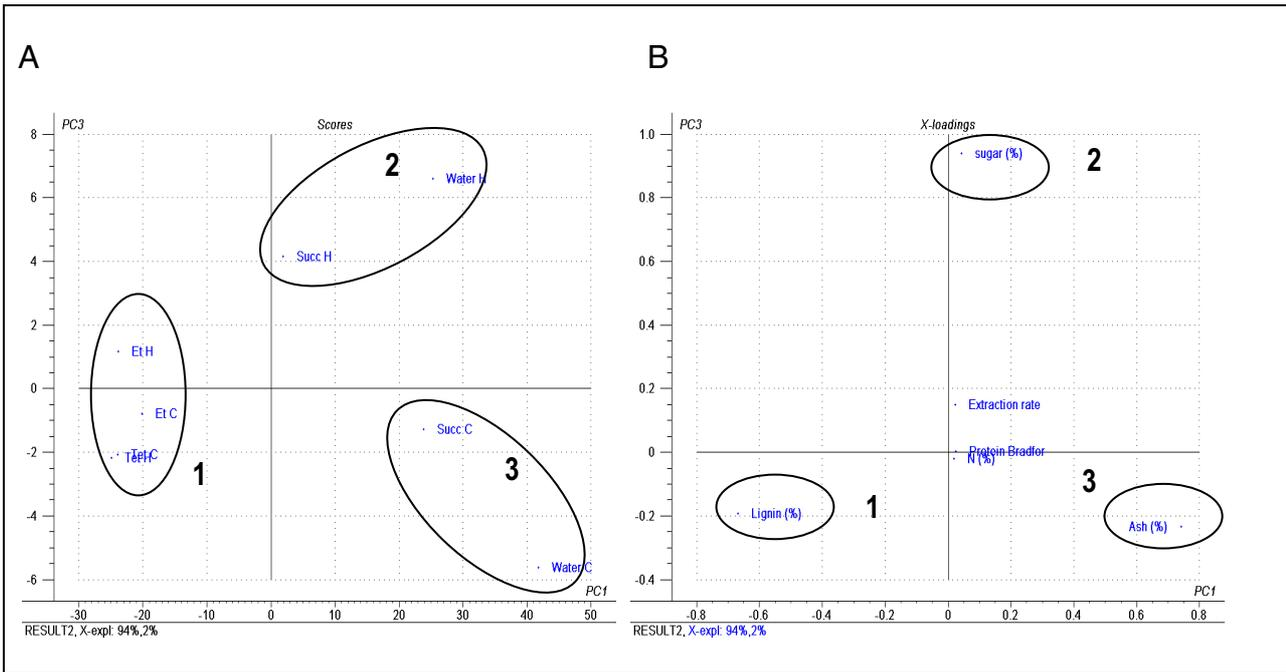 A
B
PC3
Scores
8
6
4
2
0
-2
-4
-6
2
Water H
Succ H
Et H
Et C
Tet C
Tet H
1
Succ C
3
Water C
PC1
-30
-20
-10
0
10
20
30
40
50
RESULT2, X-expl: 94%,2%
PC3
X-loadings
1.0
0.8
0.6
0.4
0.2
0
-0.2
-0.4
sugar (%)
2
Extraction rate
Protein Bradfor
N (%)
3
Lignin (%)
1
Ash (%)
PC1
-0.8
-0.6
-0.4
-0.2
0
0.2
0.4
0.6
0.8
RESULT2, X-expl: 94%,2%